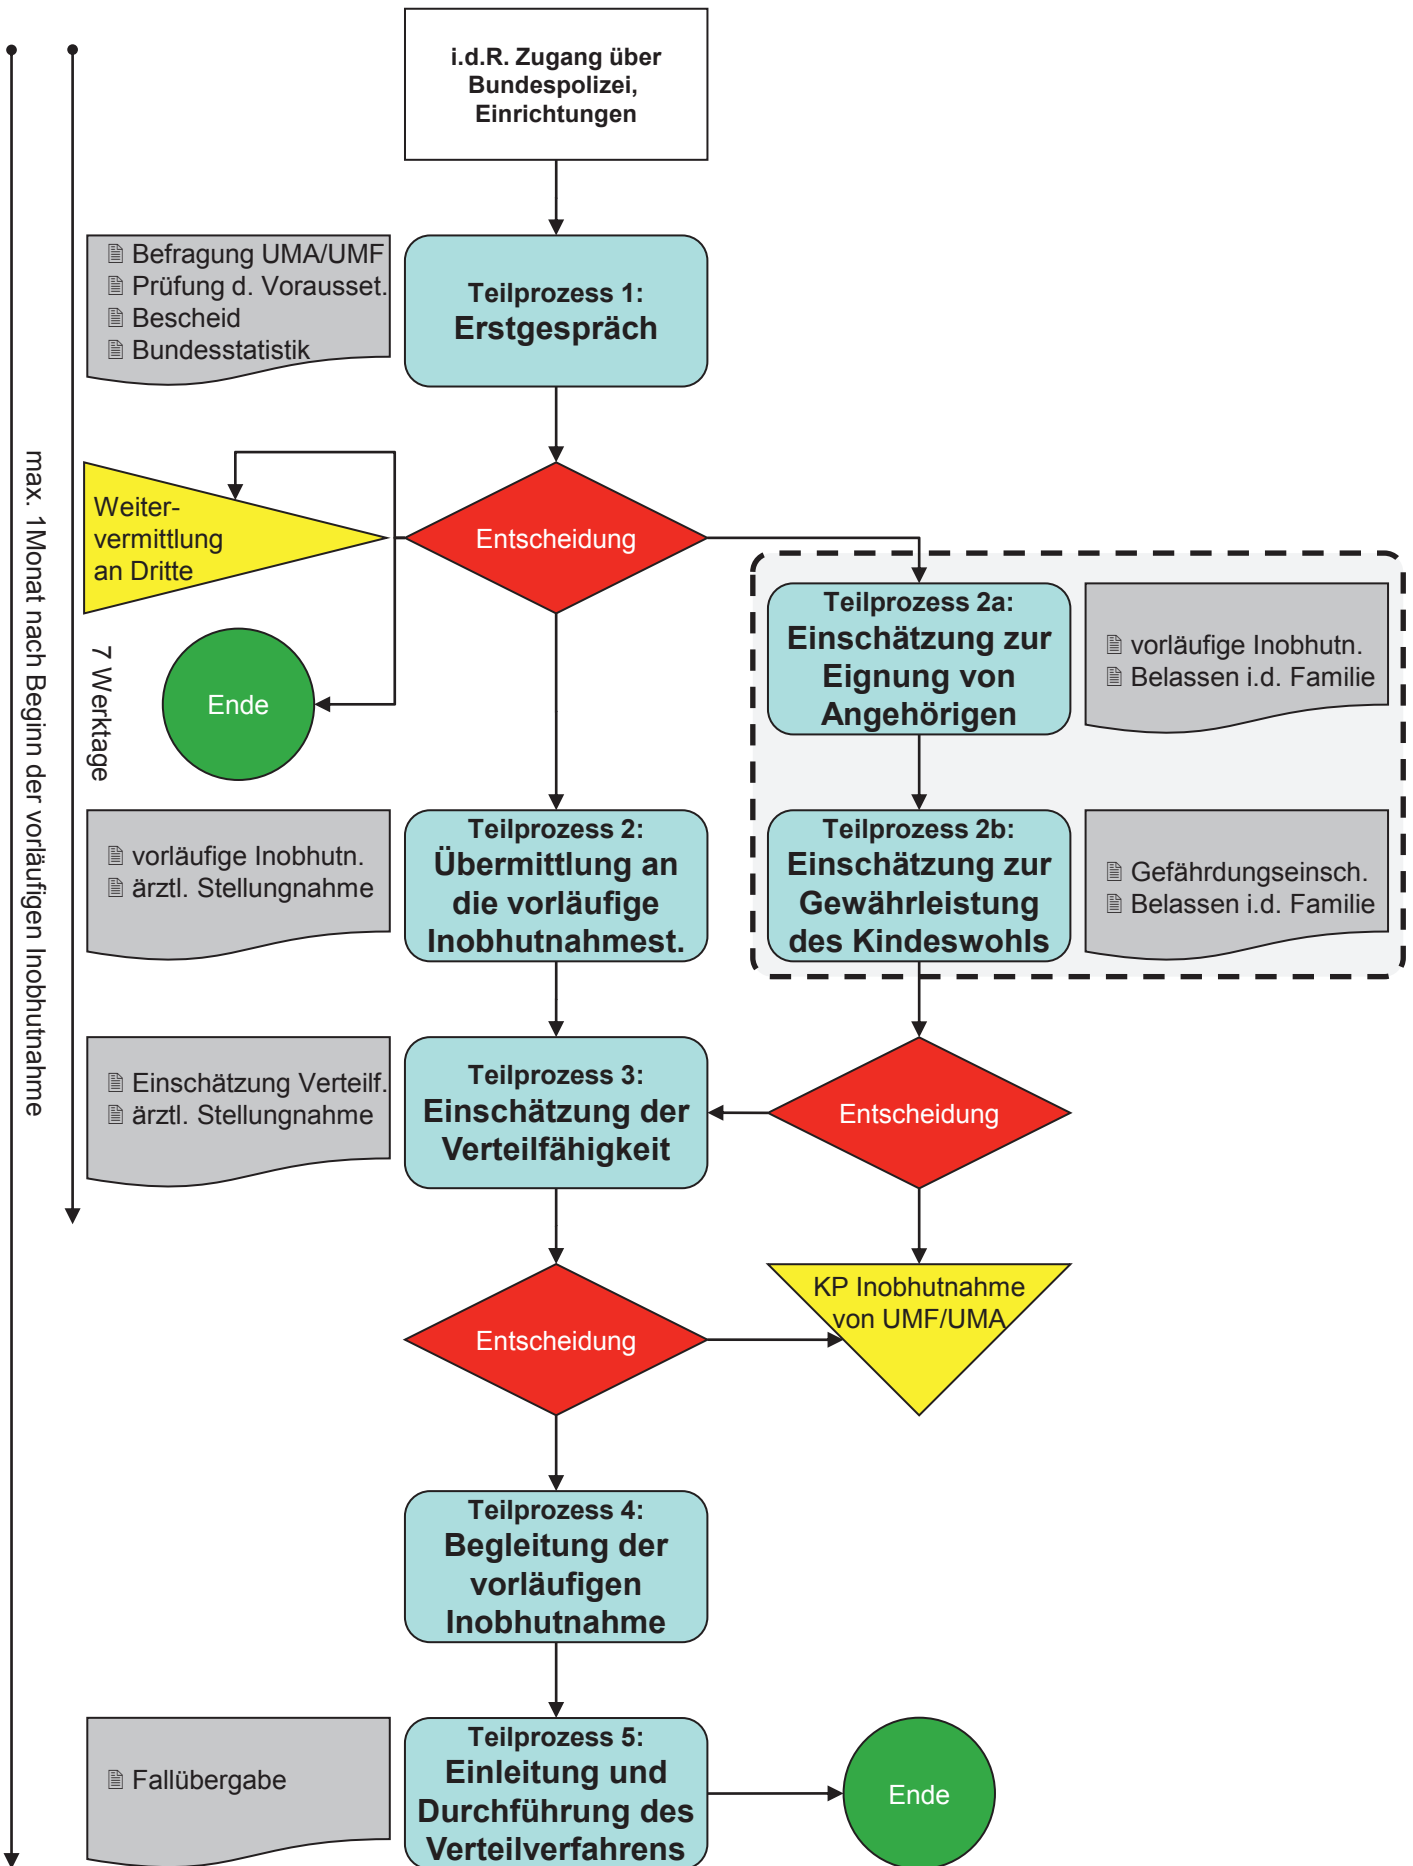 i.d.R. Zugang über
Bundespolizei,
Einrichtungen
Befragung UMA/UMF
Prüfung d. Vorausset.
Bescheid
Bundesstatistik
Teilprozess 1:
Erstgespräch
max. 1Monat nach Beginn der vorläufigen Inobhutnahme
7 Werktage
Weiter-
vermittlung
an Dritte
Entscheidung
Ende
Teilprozess 2a:
Einschätzung zur
Eignung von
Angehörigen
vorläufige Inobhutn.
Belassen i.d. Familie
vorläufige Inobhutn.
ärztl. Stellungnahme
Teilprozess 2:
Übermittlung an
die vorläufige
Inobhutnahmest.
Teilprozess 2b:
Einschätzung zur
Gewährleistung
des Kindeswohls
Gefährdungseinsch.
Belassen i.d. Familie
Einschätzung Verteilf.
ärztl. Stellungnahme
Teilprozess 3:
Einschätzung der
Verteilfähigkeit
Entscheidung
Entscheidung
KP Inobhutnahme
von UMF/UMA
Teilprozess 4:
Begleitung der
vorläufigen
Inobhutnahme
Fallübergabe
Teilprozess 5:
Einleitung und
Durchführung des
Verteilverfahrens
Ende